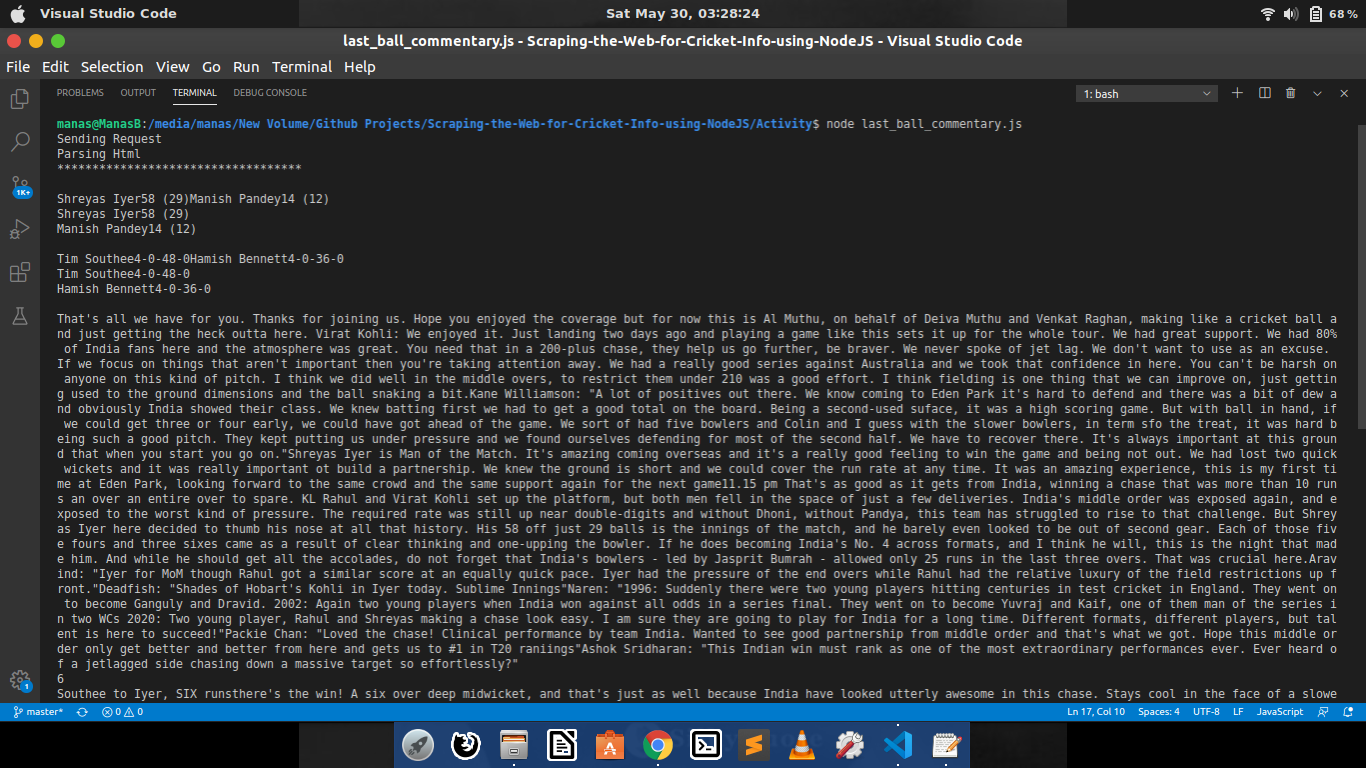 Visual Studio Code
Sat May 30, 03:28:24
68 %
last_ball_commentary.js - Scraping-the-Web-for-Cricket-Info-using-NodeJS - Visual Studio Code
File Edit Selection View Go Run Terminal Help
PROBLEMS OUTPUT TERMINAL DEBUG CONSOLE
1: bash
manas@ManasB:/media/manas/New Volume/Github Projects/Scraping-the-Web-for-Cricket-Info-using-NodeJS/Activity$ node last_ball_commentary.js
Sending Request
Parsing Html
***********************************
Shreyas Iyer58 (29)Manish Pandey14 (12)
Shreyas Iyer58 (29)
Manish Pandey14 (12)
Tim Southee4-0-48-0Hamish Bennett4-0-36-0
Tim Southee4-0-48-0
Hamish Bennett4-0-36-0
That's all we have for you. Thanks for joining us. Hope you enjoyed the coverage but for now this is Al Muthu, on behalf of Deiva Muthu and Venkat Raghan, making like a cricket ball a
nd just getting the heck outta here. Virat Kohli: We enjoyed it. Just landing two days ago and playing a game like this sets it up for the whole tour. We had great support. We had 80%
of India fans here and the atmosphere was great. You need that in a 200-plus chase, they help us go further, be braver. We never spoke of jet lag. We don't want to use as an excuse.
If we focus on things that aren't important then you're taking attention away. We had a really good series against Australia and we took that confidence in here. You can't be harsh on
anyone on this kind of pitch. I think we did well in the middle overs, to restrict them under 210 was a good effort. I think fielding is one thing that we can improve on, just gettin
g used to the ground dimensions and the ball snaking a bit.Kane Williamson: "A lot of positives out there. We know coming to Eden Park it's hard to defend and there was a bit of dew a
nd obviously India showed their class. We knew batting first we had to get a good total on the board. Being a second-used suface, it was a high scoring game. But with ball in hand, if
we could get three or four early, we could have got ahead of the game. We sort of had five bowlers and Colin and I guess with the slower bowlers, in term sfo the treat, it was hard b
eing such a good pitch. They kept putting us under pressure and we found ourselves defending for most of the second half. We have to recover there. It's always important at this groun
d that when you start you go on."Shreyas Iyer is Man of the Match. It's amazing coming overseas and it's a really good feeling to win the game and being not out. We had lost two quick
wickets and it was really important ot build a partnership. We knew the ground is short and we could cover the run rate at any time. It was an amazing experience, this is my first ti
me at Eden Park, looking forward to the same crowd and the same support again for the next game11.15 pm That's as good as it gets from India, winning a chase that was more than 10 run
s an over an entire over to spare. KL Rahul and Virat Kohli set up the platform, but both men fell in the space of just a few deliveries. India's middle order was exposed again, and e
xposed to the worst kind of pressure. The required rate was still up near double-digits and without Dhoni, without Pandya, this team has struggled to rise to that challenge. But Shrey
as Iyer here decided to thumb his nose at all that history. His 58 off just 29 balls is the innings of the match, and he barely even looked to be out of second gear. Each of those fiv
e fours and three sixes came as a result of clear thinking and one-upping the bowler. If he does becoming India's No. 4 across formats, and I think he will, this is the night that mad
e him. And while he should get all the accolades, do not forget that India's bowlers - led by Jasprit Bumrah - allowed only 25 runs in the last three overs. That was crucial here.Arav
ind: "Iyer for MoM though Rahul got a similar score at an equally quick pace. Iyer had the pressure of the end overs while Rahul had the relative luxury of the field restrictions up f
ront."Deadfish: "Shades of Hobart's Kohli in Iyer today. Sublime Innings"Naren: "1996: Suddenly there were two young players hitting centuries in test cricket in England. They went on
to become Ganguly and Dravid. 2002: Again two young players when India won against all odds in a series final. They went on to become Yuvraj and Kaif, one of them man of the series i
n two WCs 2020: Two young player, Rahul and Shreyas making a chase look easy. I am sure they are going to play for India for a long time. Different formats, different players, but tal
ent is here to succeed!"Packie Chan: "Loved the chase! Clinical performance by team India. Wanted to see good partnership from middle order and that's what we got. Hope this middle or
der only get better and better from here and gets us to #1 in T20 raniings"Ashok Sridharan: "This Indian win must rank as one of the most extraordinary performances ever. Ever heard o
f a jetlagged side chasing down a massive target so effortlessly?"
6
Southee to Iyer, SIX runsthere's the win! A six over deep midwicket, and that's just as well because India have looked utterly awesome in this chase. Stays cool in the face of a slowe
1K+
1
master* 0 0 Ln 17, Col 10 Spaces: 4 UTF-8 LF JavaScript